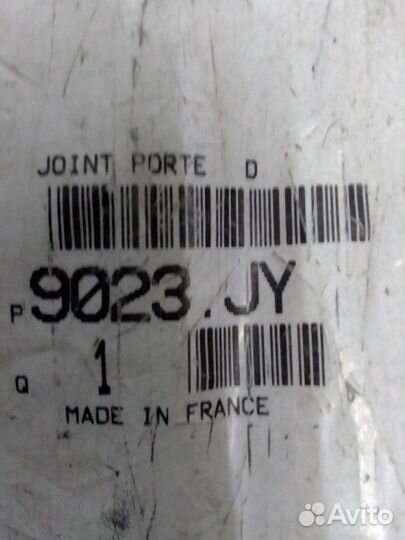 JOINT PORTE D
P 9023.JY
Q 1
MADE IN FRANCE
Avito